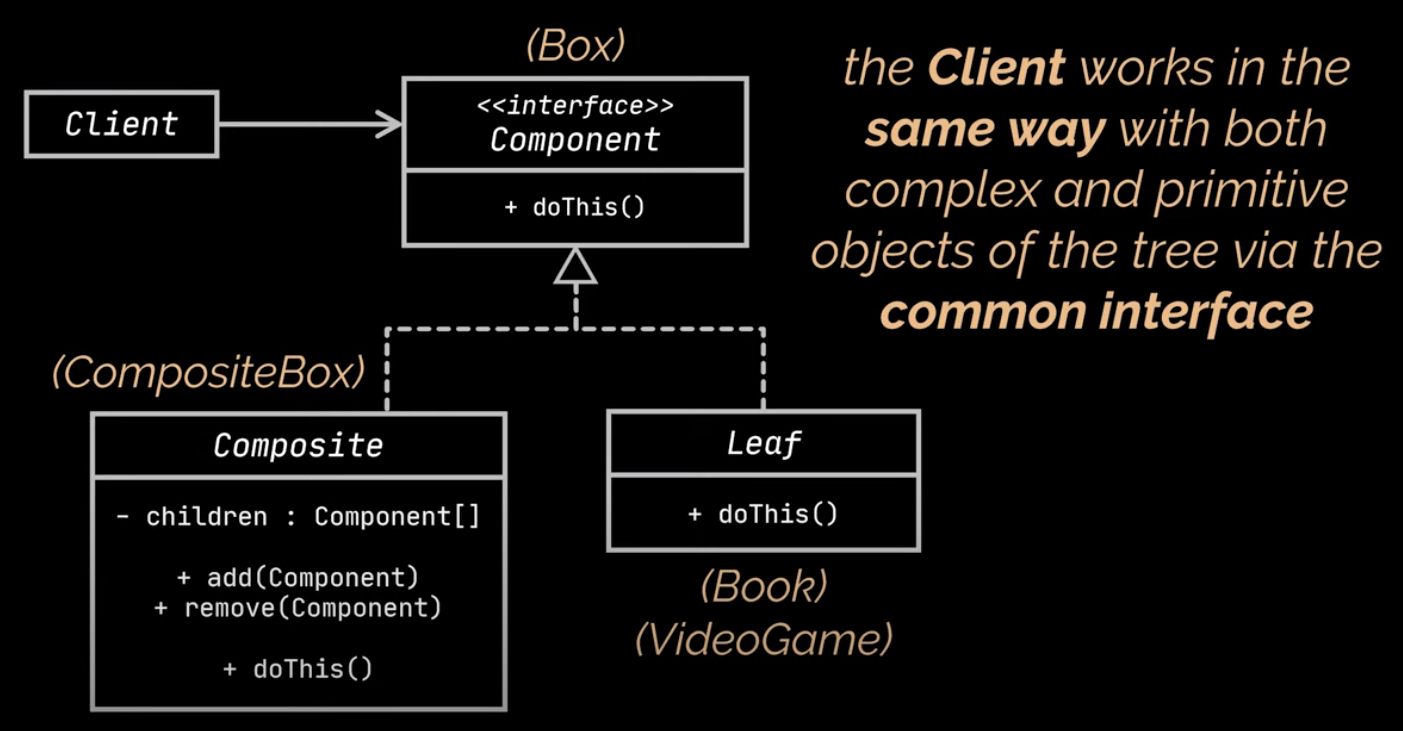 (Box)
Client
<<interface>>
Component
+ doThis()
the Client works in the
same way with both
complex and primitive
objects of the tree via the
common interface
(CompositeBox)
Composite
- children : Component[]
+ add(Component)
+ remove(Component)
+ doThis()
Leaf
+ doThis()
(Book)
(VideoGame)